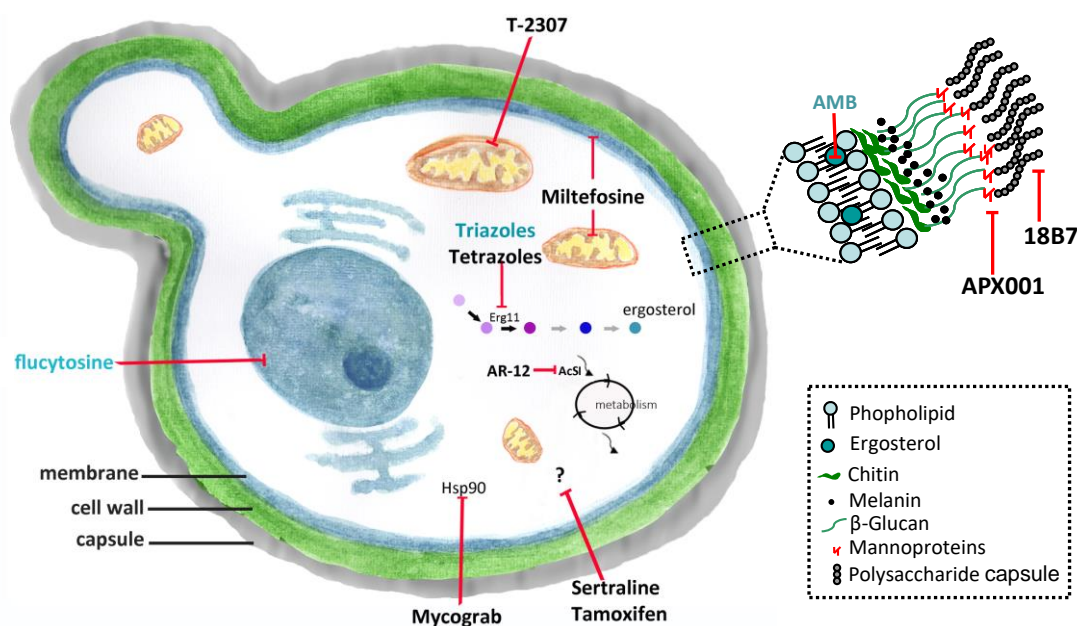 T-2307
AMB
Miltefosine
Triazoles
Tetrazoles
18B7
APX001
Erg11
ergosterol
flucytosine
AR-12
AcSI
metabolism
Phopholipid
Ergosterol
Chitin
Melanin
β-Glucan
Mannoproteins
Polysaccharide capsule
membrane
cell wall
capsule
Hsp90
?
Sertraline
Tamoxifen
Mycograb